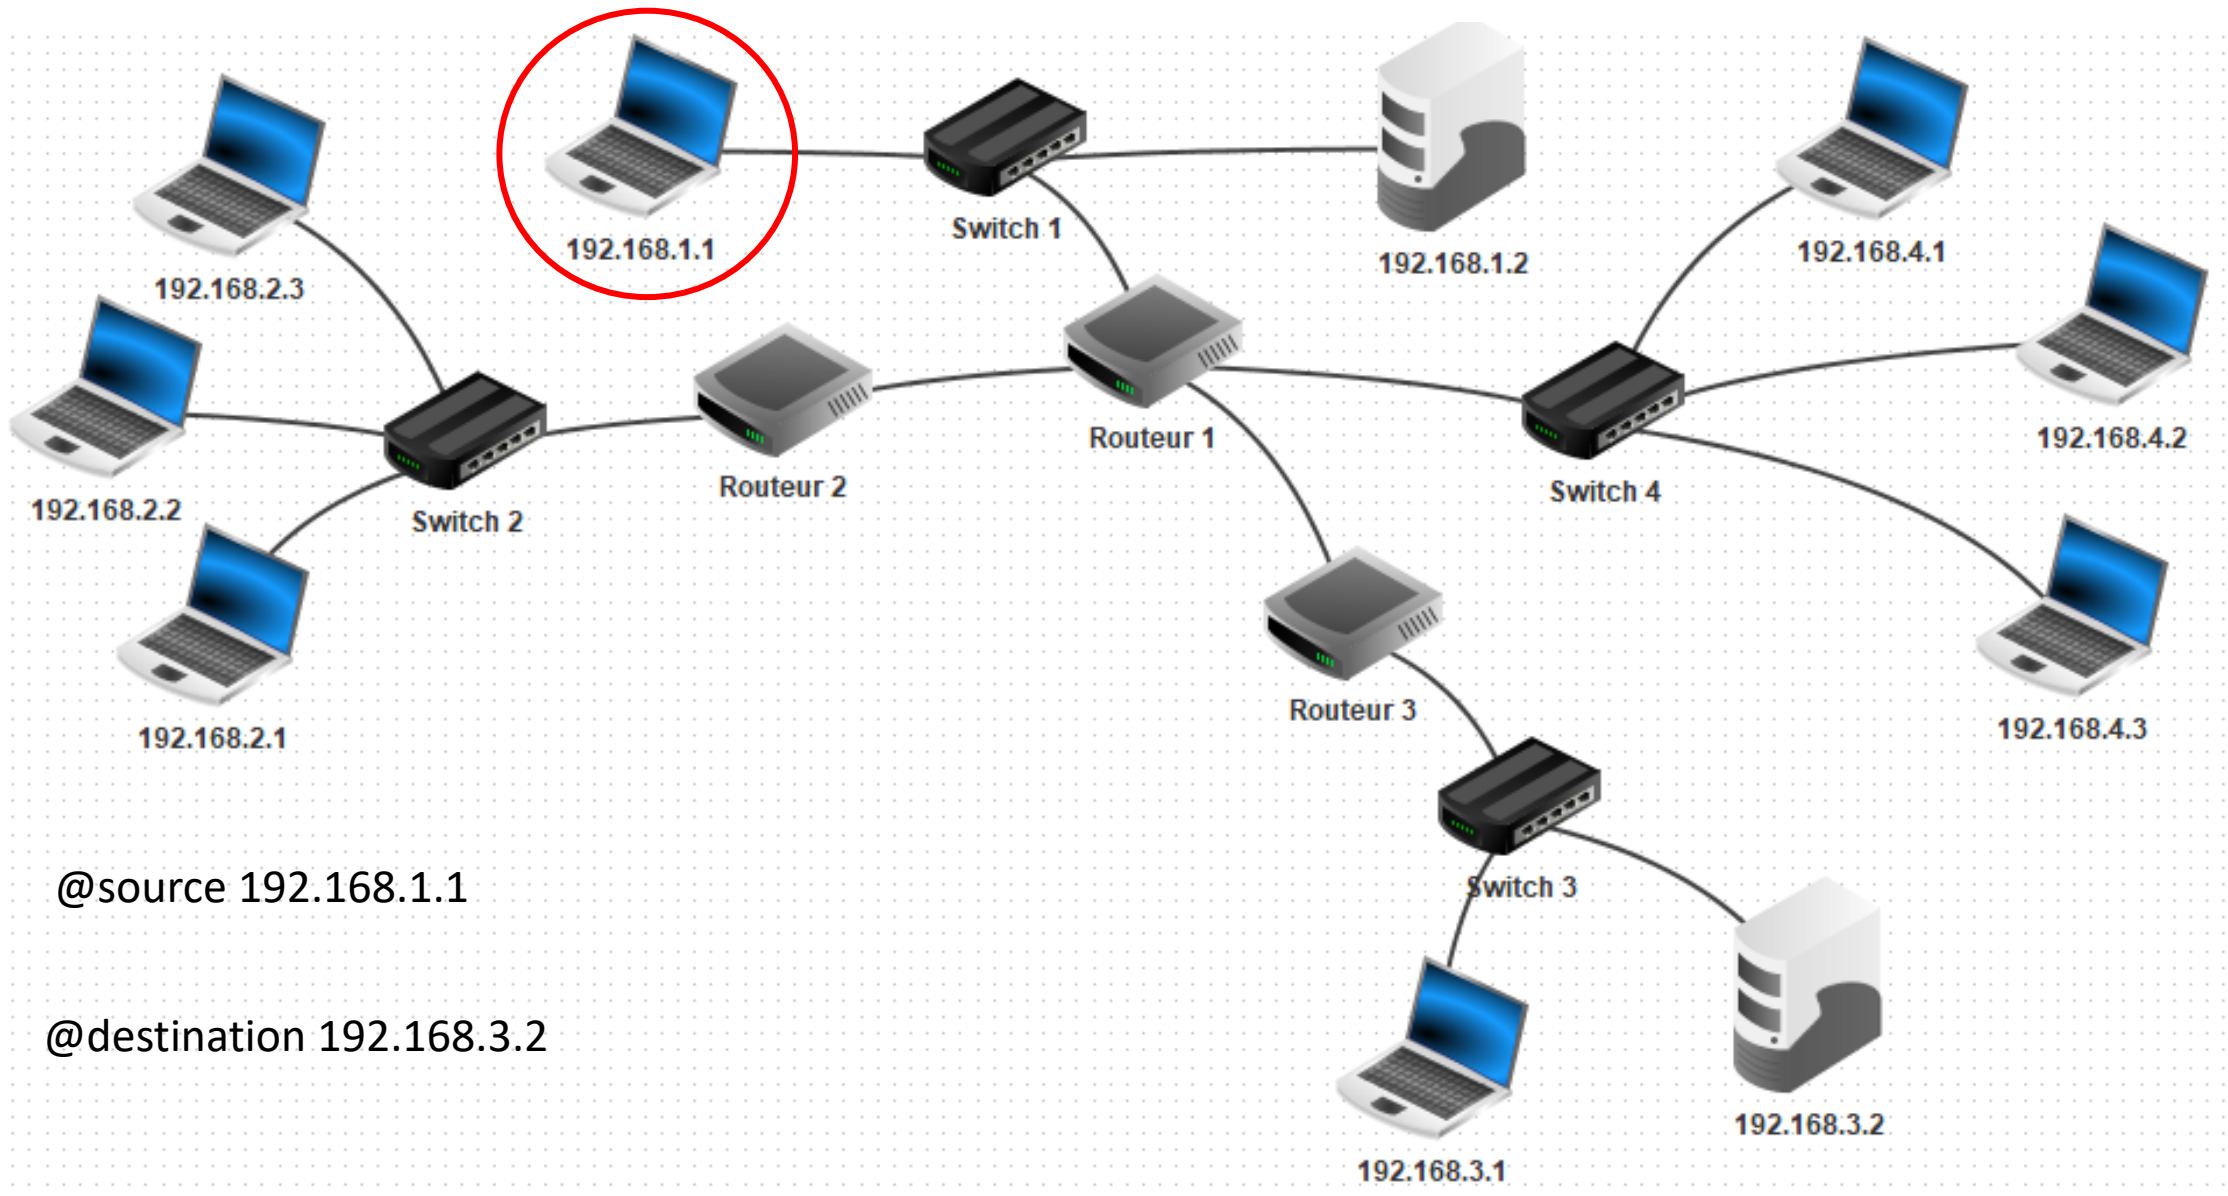 192.168.2.3
192.168.1.1
Switch 1
192.168.1.2
192.168.4.1
192.168.2.2
Switch 2
Routeur 2
Routeur 1
Switch 4
192.168.4.2
192.168.2.1
Routeur 3
192.168.4.3
Switch 3
@source 192.168.1.1
@destination 192.168.3.2
192.168.3.1
192.168.3.2